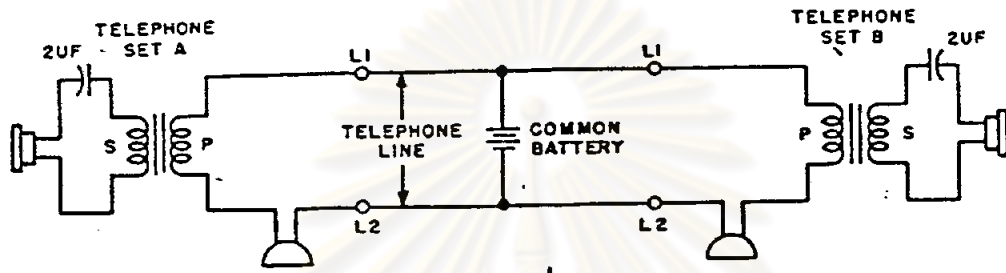 TELEPHONE
SET A
2UF
L1
L1
TELEPHONE
SET B
2UF
S
P
TELEPHONE
LINE
COMMON
BATTERY
P
S
L2
L2